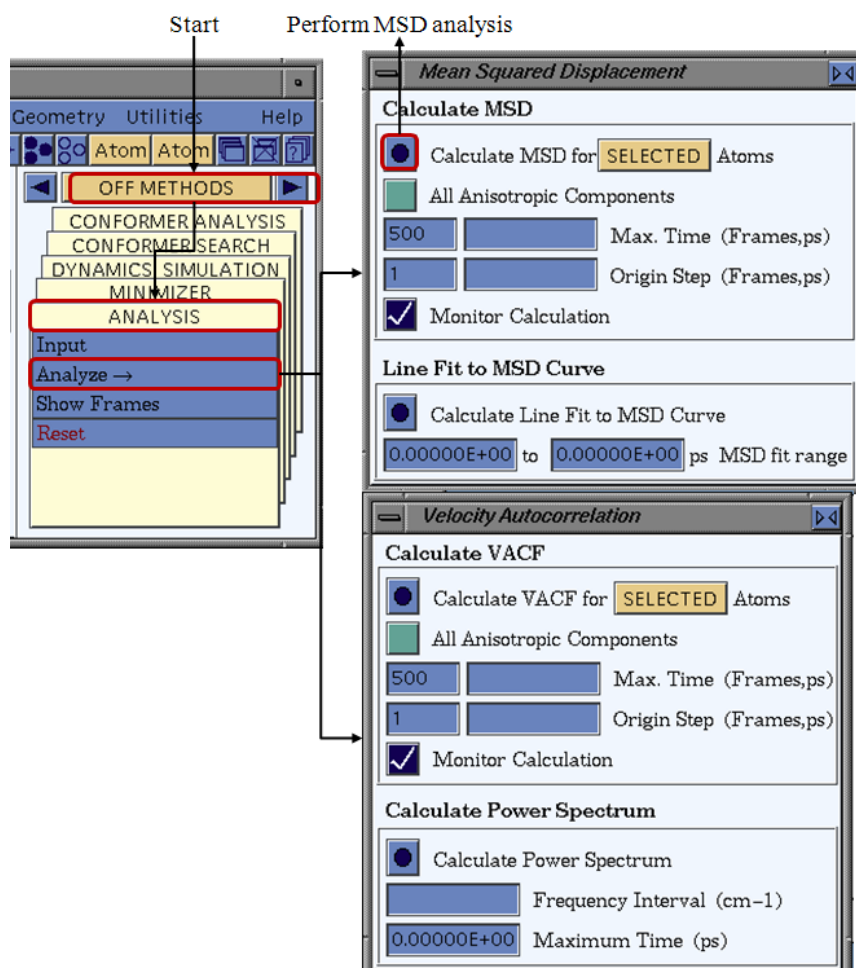 Start
Perform MSD analysis
Geometry Utilities Help
Atom Atom
OFF METHODS
CONFORMER ANALYSIS
CONFORMER SEARCH
DYNAMICS SIMULATION
MINIMIZER
ANALYSIS
Input
Analyze →
Show Frames
Reset
Mean Squared Displacement
Calculate MSD
Calculate MSD for SELECTED Atoms
All Anisotropic Components
500 Max. Time (Frames,ps)
1 Origin Step (Frames,ps)
Monitor Calculation
Line Fit to MSD Curve
Calculate Line Fit to MSD Curve
0.00000E+00 to 0.00000E+00 ps MSD fit range
Velocity Autocorrelation
Calculate VACF
Calculate VACF for SELECTED Atoms
All Anisotropic Components
500 Max. Time (Frames,ps)
1 Origin Step (Frames,ps)
Monitor Calculation
Calculate Power Spectrum
Calculate Power Spectrum
Frequency Interval (cm-1)
0.00000E+00 Maximum Time (ps)